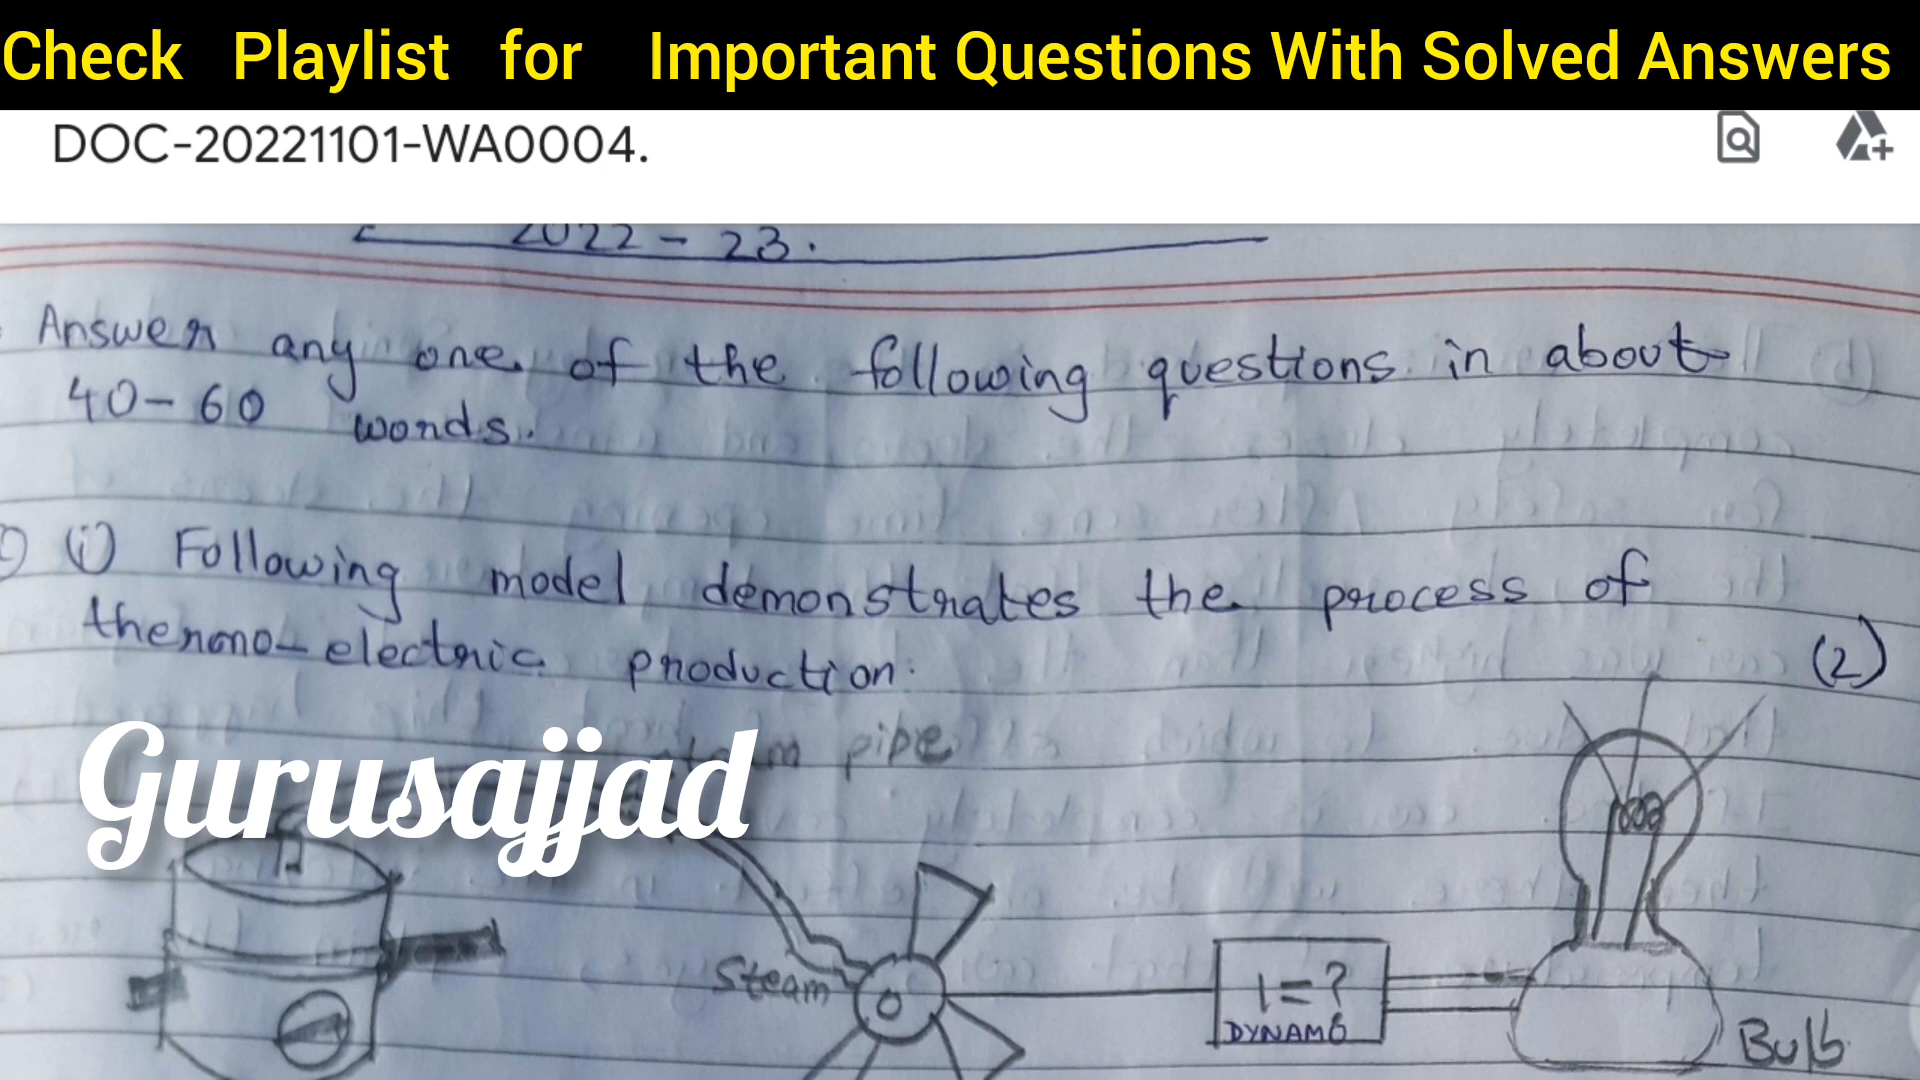 Check Playlist for Important Questions With Solved Answers
DOC-20221101-WA0004.
2022 - 23.
Answer any one of the following questions in about
40-60 words.
(i) Following model demonstrates the process of
thermo-electric production.
(2)
pipe
Gurusajjad
Steam
1 = ?
DYNAMO
Bulb